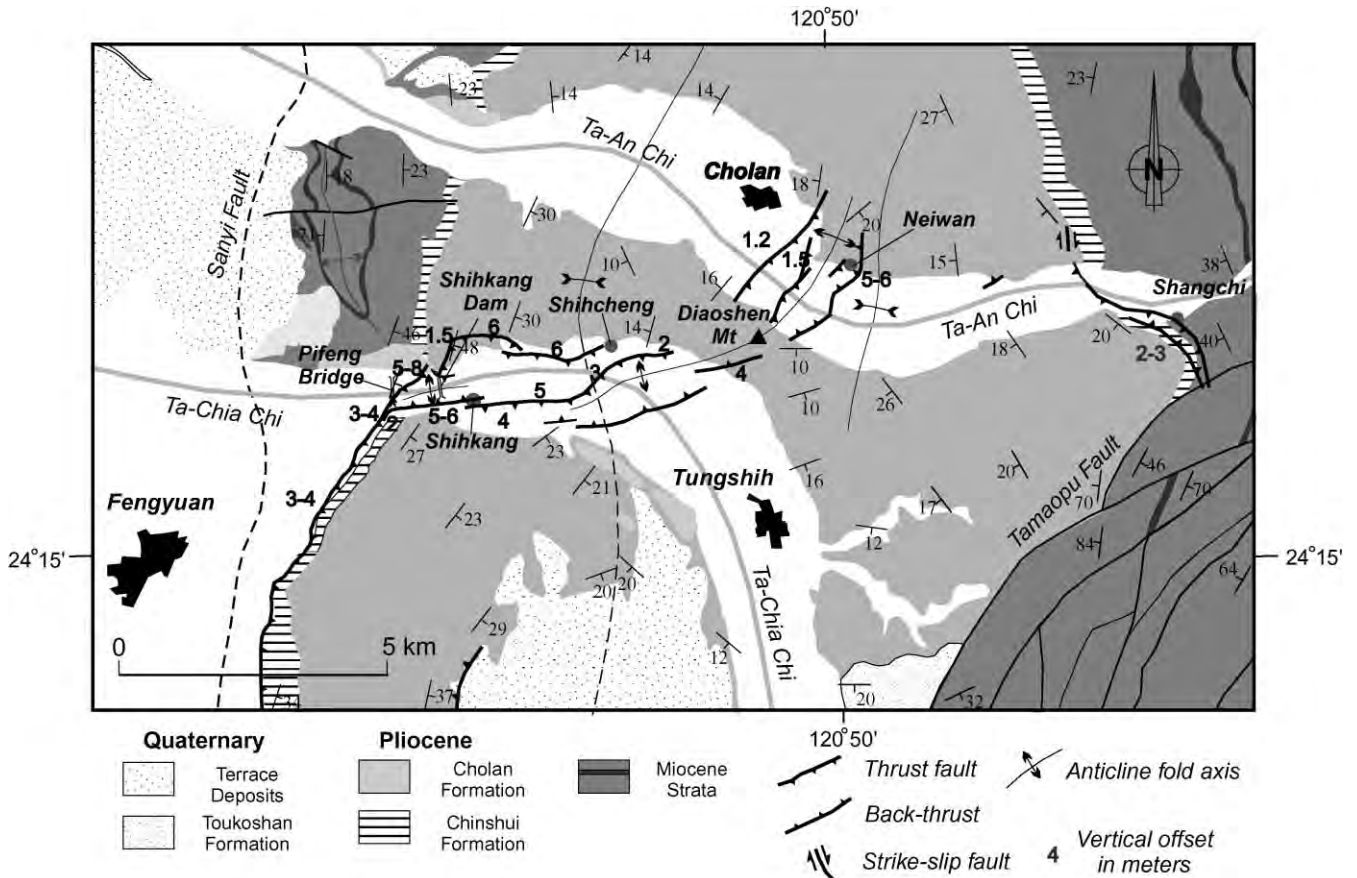 120°50'
14
23
14
14
23
27
Ta-An Chi
Cholan
18
23
18
20
Neiwan
Sanyi Fault
30
1.2
1
21
10
1.5
15
38
Shihkang
Dam
Shihcheng
16
5-6
Shangchi
Diaoshen
Mt
Ta-An Chi
46
1.5
6
30
14
2
20
40
Pifeng
Bridge
48
6
18
2-3
5-8
3
4
10
5
Ta-Chia Chi
3-4
2
5-6
4
10
26
Shihkang
27
23
Tungshih
16
20
46
Tamaopu Fault
Fengyuan
3-4
21
70
70
23
17
24°15'
12
84
24°15'
20
20
64
Ta-Chia Chi
0
5 km
29
12
37
20
32
120°50'
Quaternary
Terrace
Deposits
Toukoshan
Formation
Pliocene
Cholan
Formation
Chinshui
Formation
Miocene
Strata
Thrust fault
Back-thrust
Strike-slip fault
Anticline fold axis
4
Vertical offset
in meters
N